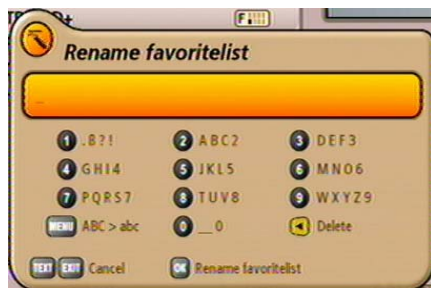 F
Rename favoritelist
_
1 .8?! 2 ABC2 3 DEF3
4 GHI4 5 JKL5 6 MNO6
7 PQRS7 8 TUV8 9 WXYZ9
MENU ABC > abc 0 _ 0 Delete
TEXT EXIT Cancel OK Rename favoritelist